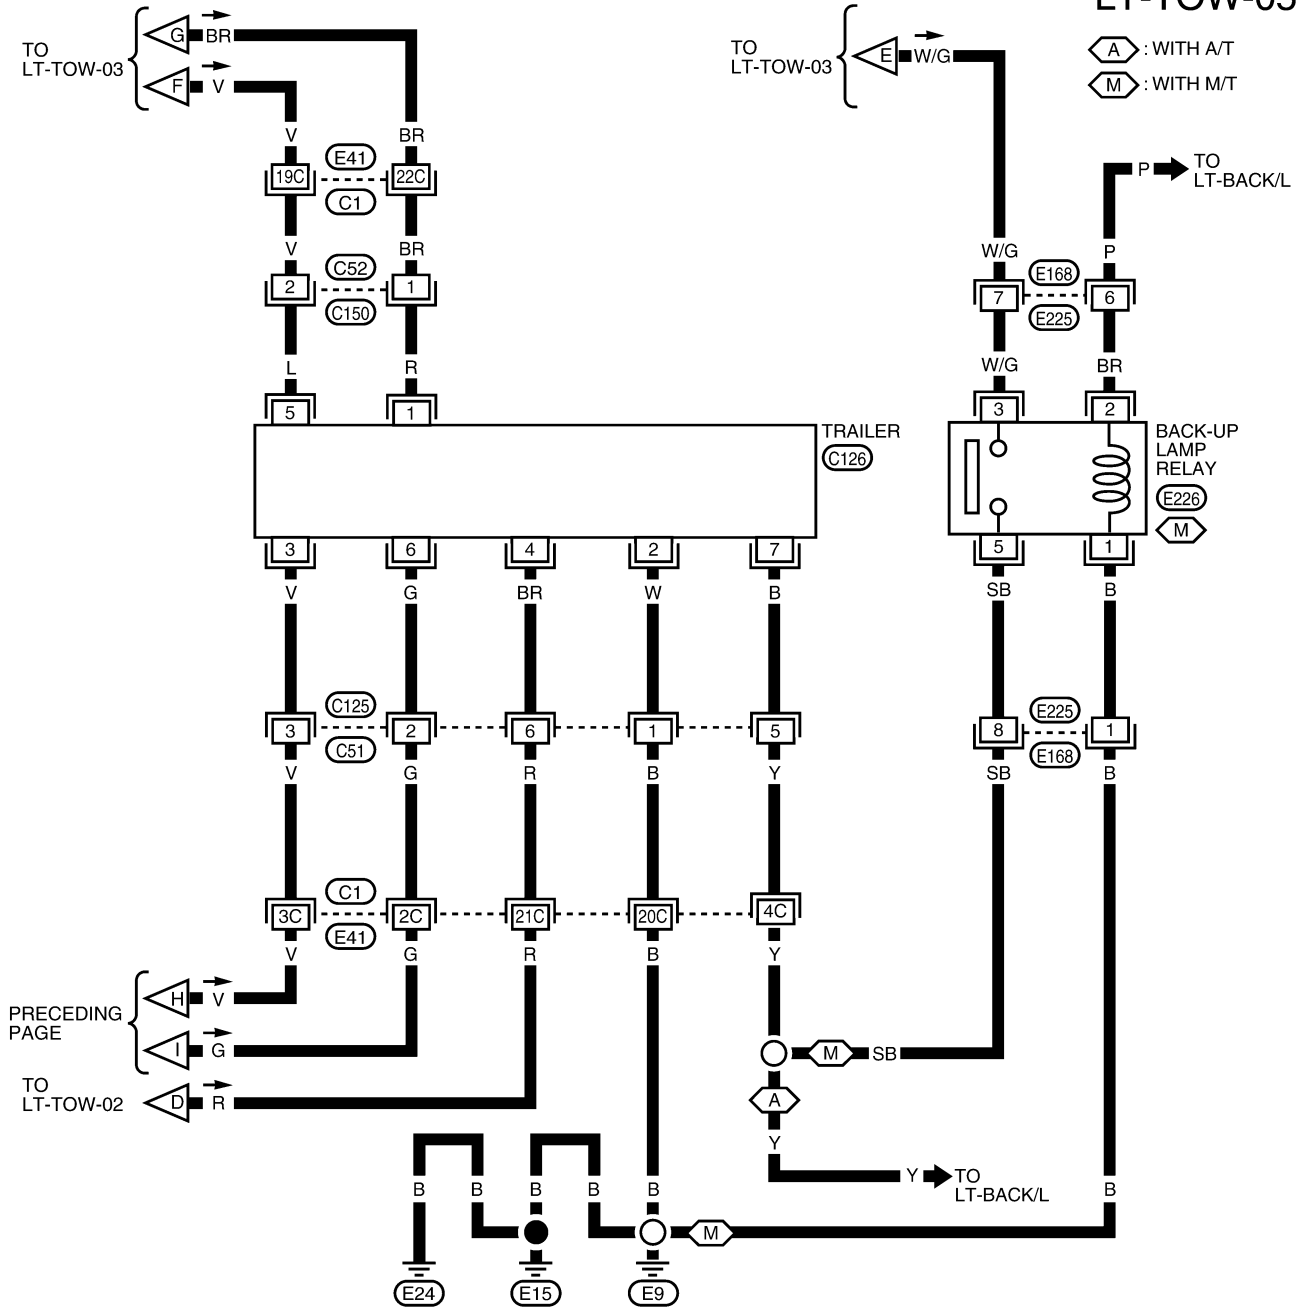 LT-TOW-03
A : WITH A/T
M : WITH M/T
TO
LT-TOW-03
G BR
F V
TO
LT-TOW-03
E W/G
P TO
LT-BACK/L
V BR
19C E41 22C
C1
V BR
2 C52 1
C150
L R
5 1
W/G P
7 E168 6
E225
W/G BR
3 2
TRAILER
C126
BACK-UP
LAMP
RELAY
E226
M
3 6 4 2 7
5 1
V G BR W B
SB B
C125
3 2 6 1 5
C51
E225
8 1
E168
V G R B Y
SB B
C1
3C 2C 21C 20C 4C
E41
V G R B Y
PRECEDING
PAGE
H V
I G
TO
LT-TOW-02
D R
M SB
A
Y
Y TO
LT-BACK/L
B B B B B B
M
E24 E15 E9